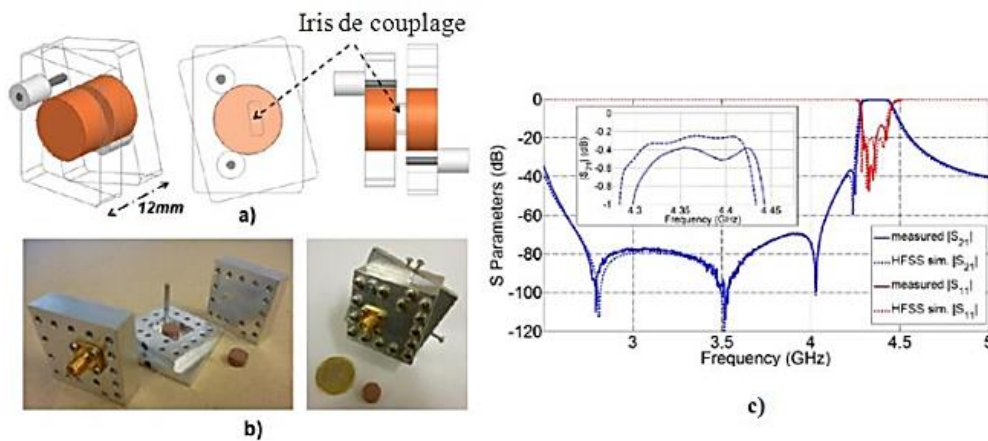 Iris de couplage
12mm
a)
b)
0
-20
-40
-60
-80
-100
-120
S Parameters (dB)
3
3.5
4
4.5
5
Frequency (GHz)
0
-0.2
-0.4
-0.6
-0.8
-1
|S21| (dB)
4.3
4.35
4.4
4.45
Frequency (GHz)
measured |S21|
HFSS sim. |S21|
measured |S11|
HFSS sim. |S11|
c)